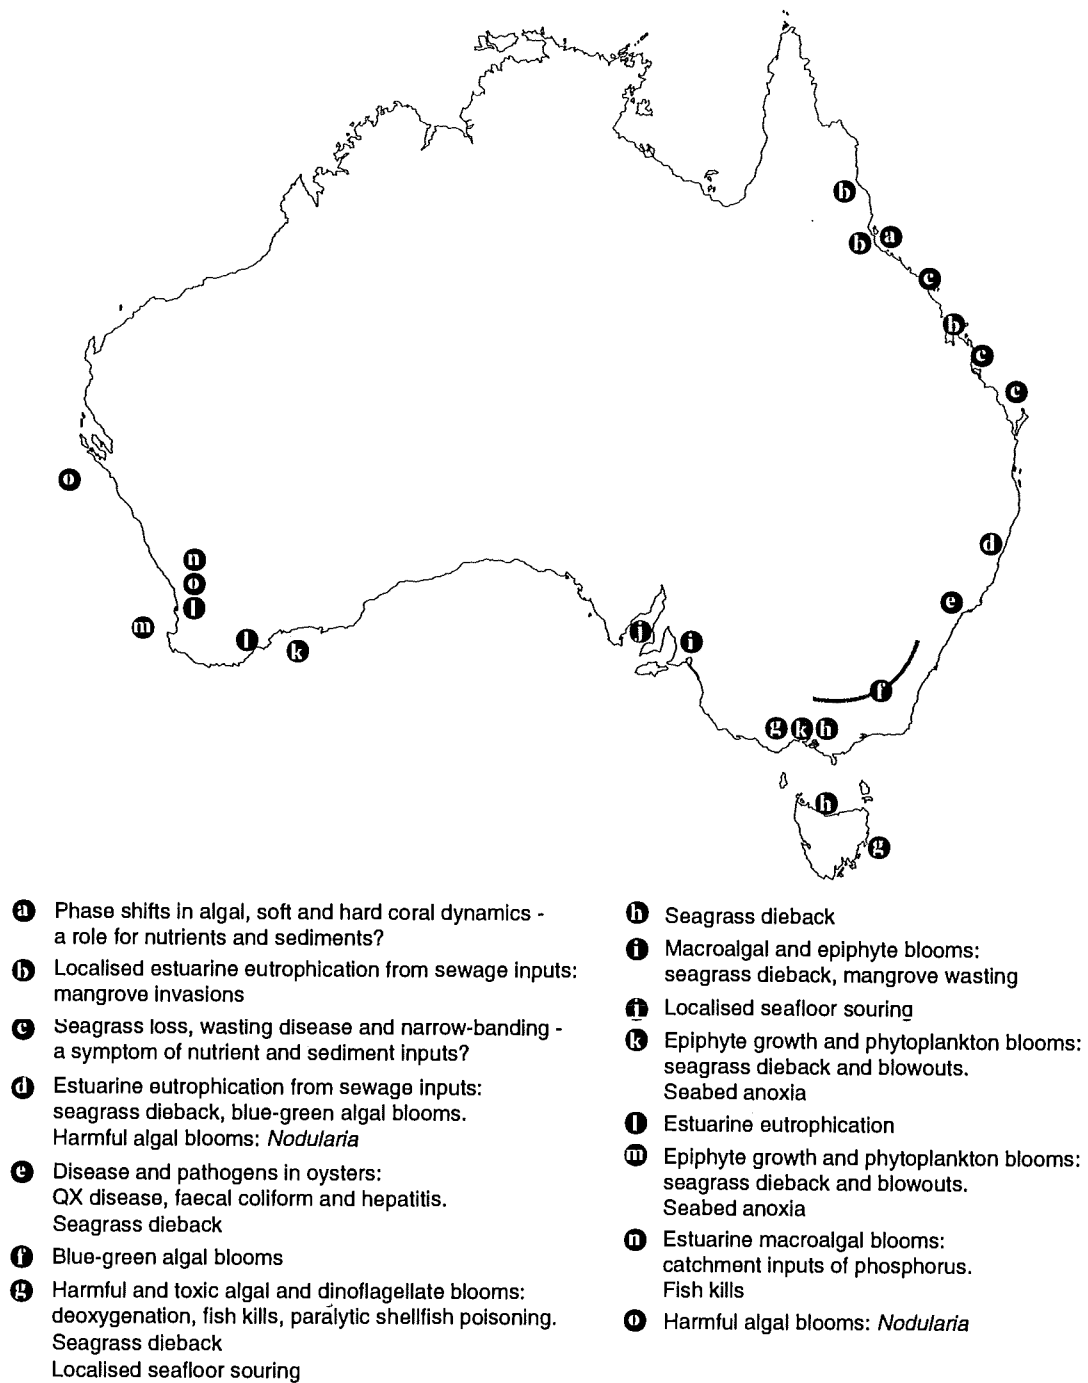 b
b a
c
b
c
c
o
d
n
o
e
l
m
l
k
j
i
f
g k h
h
g
a Phase shifts in algal, soft and hard coral dynamics -
a role for nutrients and sediments?
b Localised estuarine eutrophication from sewage inputs:
mangrove invasions
c Seagrass loss, wasting disease and narrow-banding -
a symptom of nutrient and sediment inputs?
d Estuarine eutrophication from sewage inputs:
seagrass dieback, blue-green algal blooms.
Harmful algal blooms: Nodularia
e Disease and pathogens in oysters:
QX disease, faecal coliform and hepatitis.
Seagrass dieback
f Blue-green algal blooms
g Harmful and toxic algal and dinoflagellate blooms:
deoxygenation, fish kills, paralytic shellfish poisoning.
Seagrass dieback
Localised seafloor souring
h Seagrass dieback
i Macroalgal and epiphyte blooms:
seagrass dieback, mangrove wasting
j Localised seafloor souring
k Epiphyte growth and phytoplankton blooms:
seagrass dieback and blowouts.
Seabed anoxia
l Estuarine eutrophication
m Epiphyte growth and phytoplankton blooms:
seagrass dieback and blowouts.
Seabed anoxia
n Estuarine macroalgal blooms:
catchment inputs of phosphorus.
Fish kills
o Harmful algal blooms: Nodularia